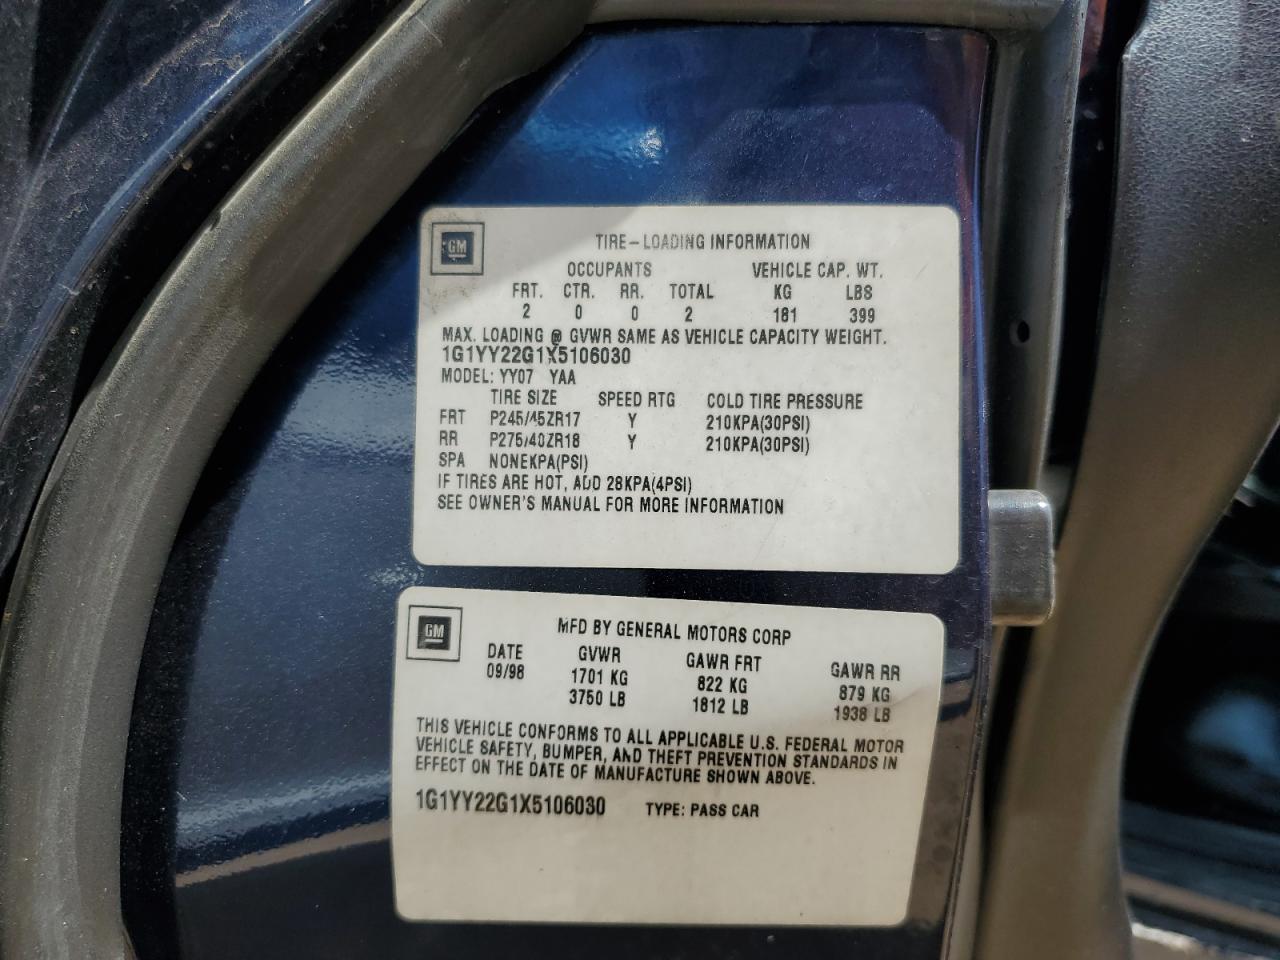 GM
TIRE-LOADING INFORMATION
OCCUPANTS VEHICLE CAP. WT.
FRT. CTR. RR. TOTAL KG LBS
2 0 0 2 181 399
MAX. LOADING @ GVWR SAME AS VEHICLE CAPACITY WEIGHT.
1G1YY22G1X5106030
MODEL: YY07 YAA
TIRE SIZE SPEED RTG COLD TIRE PRESSURE
FRT P245/45ZR17 Y 210KPA(30PSI)
RR P275/40ZR18 Y 210KPA(30PSI)
SPA NONEKPA(PSI)
IF TIRES ARE HOT, ADD 28KPA(4PSI)
SEE OWNER'S MANUAL FOR MORE INFORMATION
GM
MFD BY GENERAL MOTORS CORP
DATE GVWR GAWR FRT GAWR RR
09/98 1701 KG 822 KG 879 KG
3750 LB 1812 LB 1938 LB
THIS VEHICLE CONFORMS TO ALL APPLICABLE U.S. FEDERAL MOTOR
VEHICLE SAFETY, BUMPER, AND THEFT PREVENTION STANDARDS IN
EFFECT ON THE DATE OF MANUFACTURE SHOWN ABOVE.
1G1YY22G1X5106030 TYPE: PASS CAR